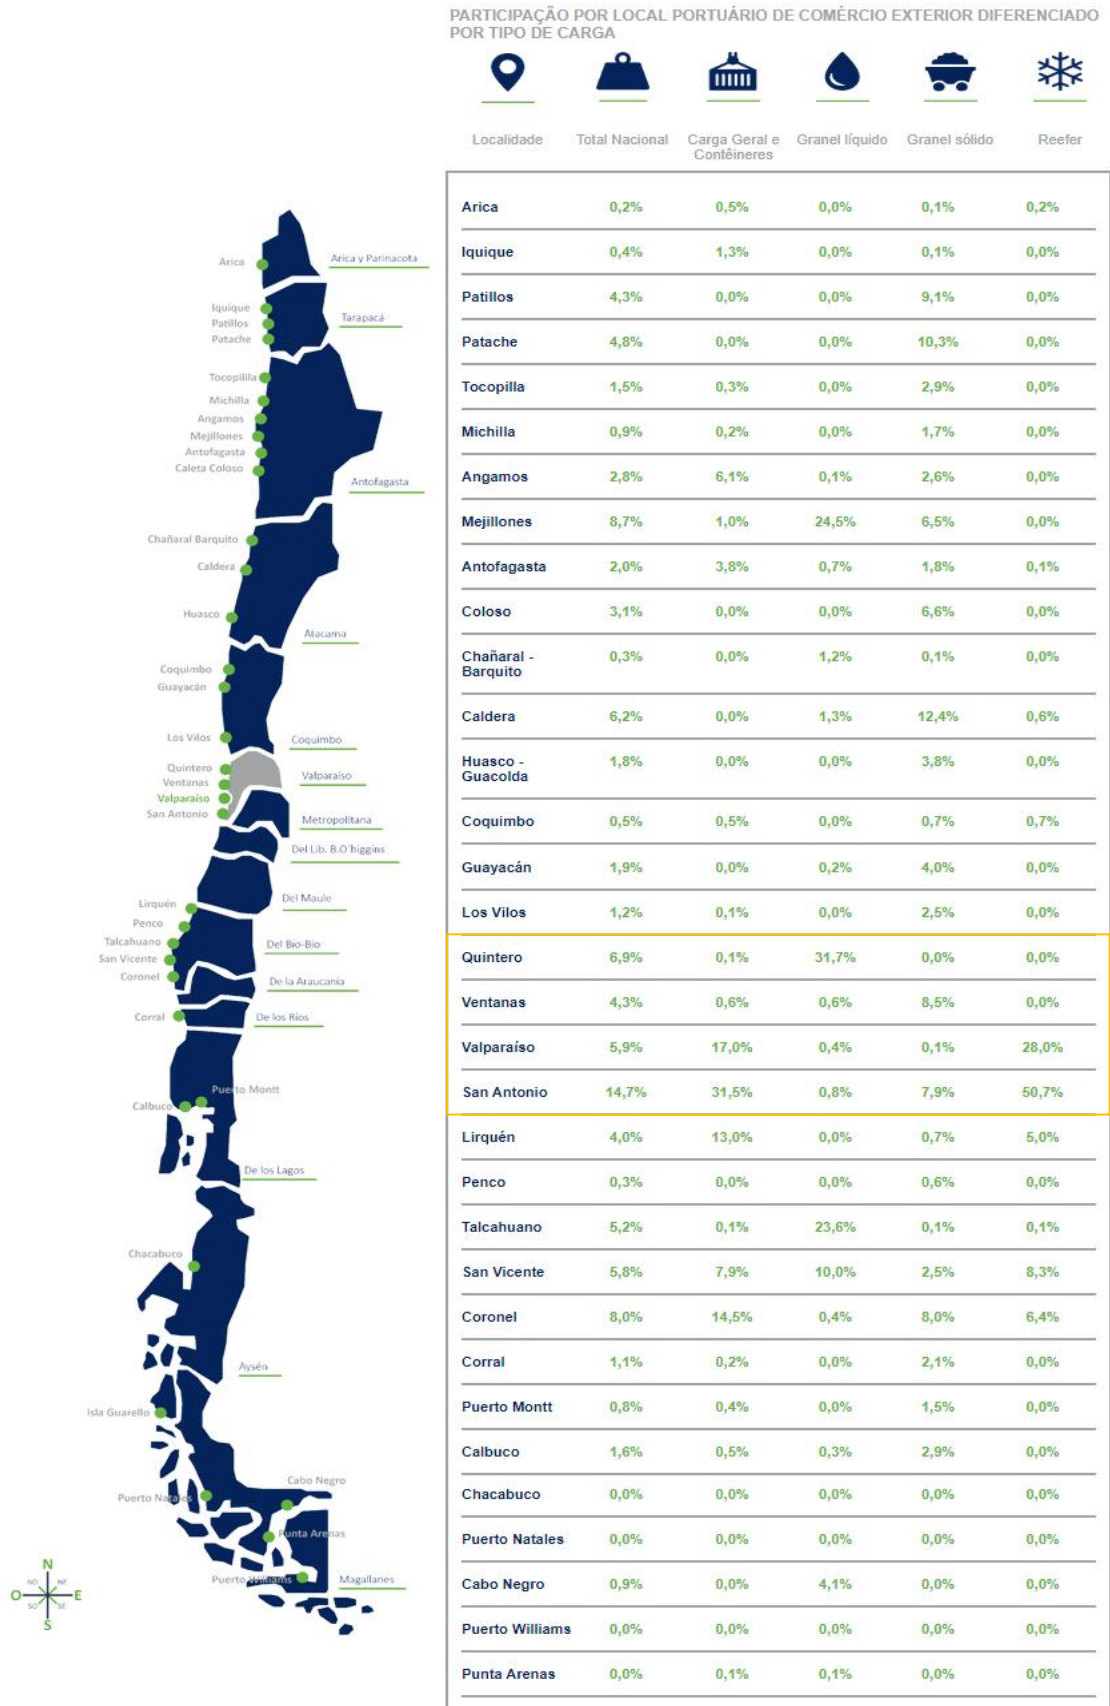 PARTICIPAÇÃO POR LOCAL PORTUÁRIO DE COMÉRCIO EXTERIOR DIFERENCIADO
POR TIPO DE CARGA
Localidade Total Nacional Carga Geral e Contêineres Granel líquido Granel sólido Reefer
Arica 0,2% 0,5% 0,0% 0,1% 0,2%
Iquique 0,4% 1,3% 0,0% 0,1% 0,0%
Patillos 4,3% 0,0% 0,0% 9,1% 0,0%
Patache 4,8% 0,0% 0,0% 10,3% 0,0%
Tocopilla 1,5% 0,3% 0,0% 2,9% 0,0%
Michilla 0,9% 0,2% 0,0% 1,7% 0,0%
Angamos 2,8% 6,1% 0,1% 2,6% 0,0%
Mejillones 8,7% 1,0% 24,5% 6,5% 0,0%
Antofagasta 2,0% 3,8% 0,7% 1,8% 0,1%
Coloso 3,1% 0,0% 0,0% 6,6% 0,0%
Chañaral - Barquito 0,3% 0,0% 1,2% 0,1% 0,0%
Caldera 6,2% 0,0% 1,3% 12,4% 0,6%
Huasco - Guacolda 1,8% 0,0% 0,0% 3,8% 0,0%
Coquimbo 0,5% 0,5% 0,0% 0,7% 0,7%
Guayacán 1,9% 0,0% 0,2% 4,0% 0,0%
Los Vilos 1,2% 0,1% 0,0% 2,5% 0,0%
Quintero 6,9% 0,1% 31,7% 0,0% 0,0%
Ventanas 4,3% 0,6% 0,6% 8,5% 0,0%
Valparaíso 5,9% 17,0% 0,4% 0,1% 28,0%
San Antonio 14,7% 31,5% 0,8% 7,9% 50,7%
Lirquén 4,0% 13,0% 0,0% 0,7% 5,0%
Penco 0,3% 0,0% 0,0% 0,6% 0,0%
Talcahuano 5,2% 0,1% 23,6% 0,1% 0,1%
San Vicente 5,8% 7,9% 10,0% 2,5% 8,3%
Coronel 8,0% 14,5% 0,4% 8,0% 6,4%
Corral 1,1% 0,2% 0,0% 2,1% 0,0%
Puerto Montt 0,8% 0,4% 0,0% 1,5% 0,0%
Calbuco 1,6% 0,5% 0,3% 2,9% 0,0%
Chacabuco 0,0% 0,0% 0,0% 0,0% 0,0%
Puerto Natales 0,0% 0,0% 0,0% 0,0% 0,0%
Cabo Negro 0,9% 0,0% 4,1% 0,0% 0,0%
Puerto Williams 0,0% 0,0% 0,0% 0,0% 0,0%
Punta Arenas 0,0% 0,1% 0,1% 0,0% 0,0%
Arica
Arica y Parinacota
Iquique
Patillos
Tarapacá
Patache
Tocopilila
Michilla
Angamos
Mejillones
Antofagasta
Caleta Coloso
Antofagasta
Chañaral Barquito
Caldera
Huasco
Atacama
Coquimbo
Guayacán
Los Vilos
Coquimbo
Quintero
Ventanas
Valparaíso
Valparaíso
San Antonio
Metropolitana
Del Lib. B.O´higgins
Del Maule
Lirquén
Penco
Talcahuano
Del Bio-Bio
San Vicente
Coronel
De la Araucanía
Corral
De los Rios
Puerto Montt
Calbuco
De los Lagos
Chacabuco
Aysén
Isla Guarello
Cabo Negro
Puerto Natales
Punta Arenas
Puerto Williams
Magallanes
N
NO NE
O E
SO SE
S